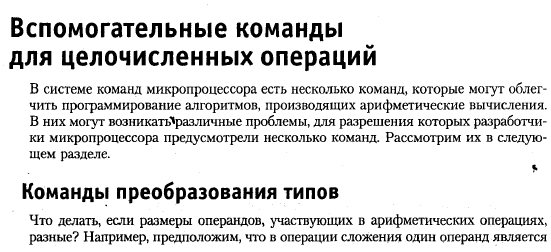 Вспомогательные команды
для целочисленных операций
В системе команд микропроцессора есть несколько команд, которые могут облег-
чить программирование алгоритмов, производящих арифметические вычисления.
В них могут возникать различные проблемы, для разрешения которых разработчи-
ки микропроцессора предусмотрели несколько команд. Рассмотрим их в следую-
щем разделе.
Команды преобразования типов
Что делать, если размеры операндов, участвующих в арифметических операциях,
разные? Например, предположим, что в операции сложения один операнд является